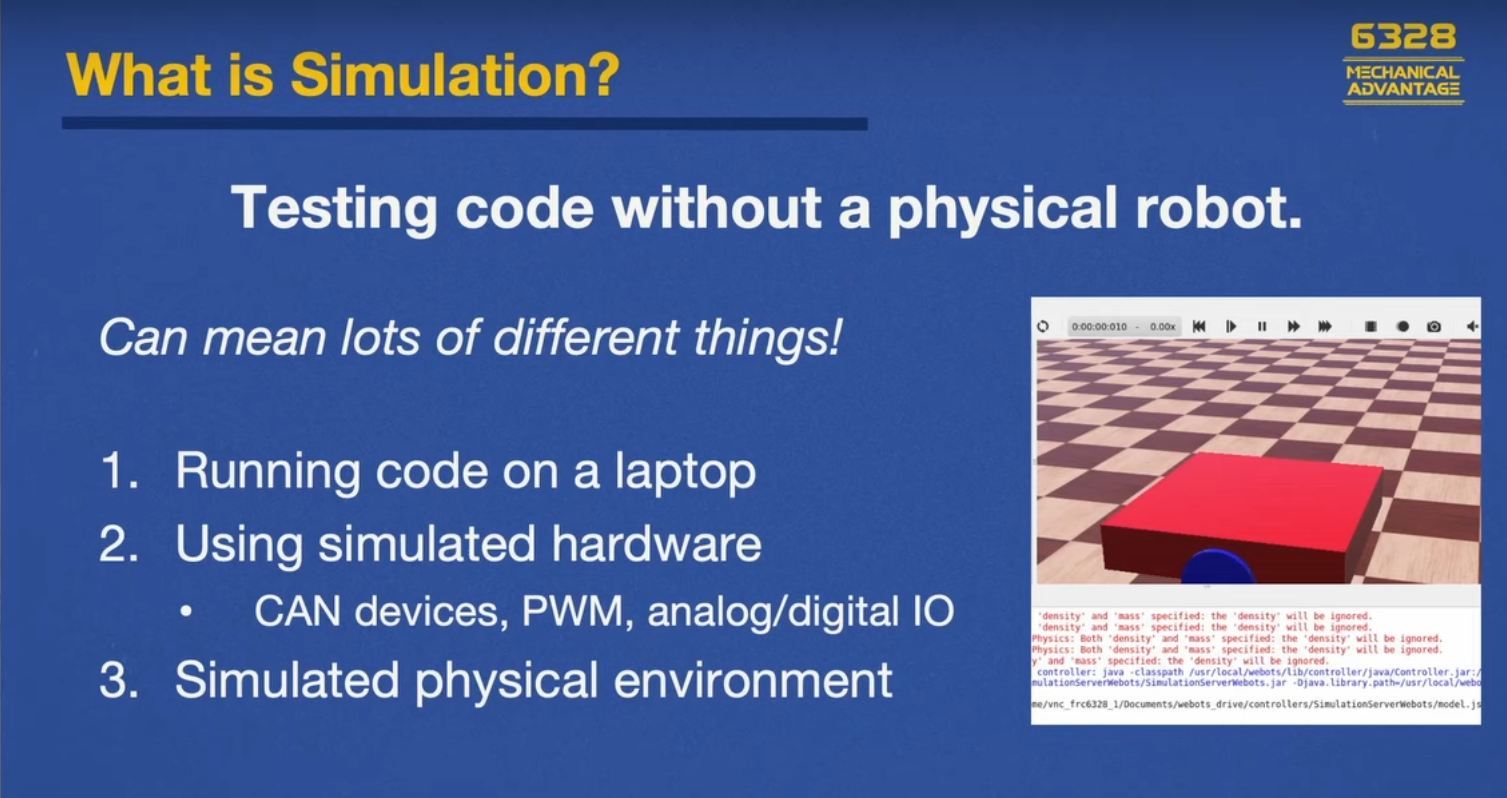 What is Simulation?
6328
MECHANICAL
ADVANTAGE
Testing code without a physical robot.
Can mean lots of different things!
1. Running code on a laptop
2. Using simulated hardware
• CAN devices, PWM, analog/digital IO
3. Simulated physical environment
0:00:00:010 - 0.00x
'density' and 'mass' specified: the 'density' will be ignored.
'density' and 'mass' specified: the 'density' will be ignored.
Physics: Both 'density' and 'mass' specified: the 'density' will be ignored.
Physics: Both 'density' and 'mass' specified: the 'density' will be ignored.
y' and 'mass' specified: the 'density' will be ignored.
controller: java -classpath /usr/local/webots/lib/controller/java/Controller.jar:/
mulationServerWebots/SimulationServerWebots.jar -Djava.library.path=/usr/local/webo
me/vnc_frc6328_1/Documents/webots_drive/controllers/SimulationServerWebots/model.js